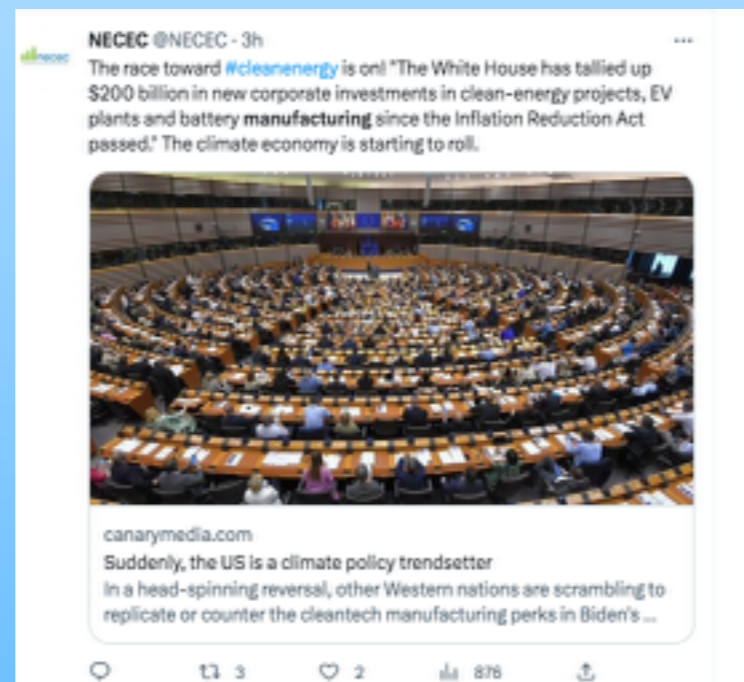 NECEC @NECEC - 3h
necec
The race toward #cleanenergy is on! "The White House has tallied up
$200 billion in new corporate investments in clean-energy projects, EV
plants and battery manufacturing since the Inflation Reduction Act
passed." The climate economy is starting to roll.
canarymedia.com
Suddenly, the US is a climate policy trendsetter
In a head-spinning reversal, other Western nations are scrambling to
replicate or counter the cleantech manufacturing perks in Biden's ...
3 2 876